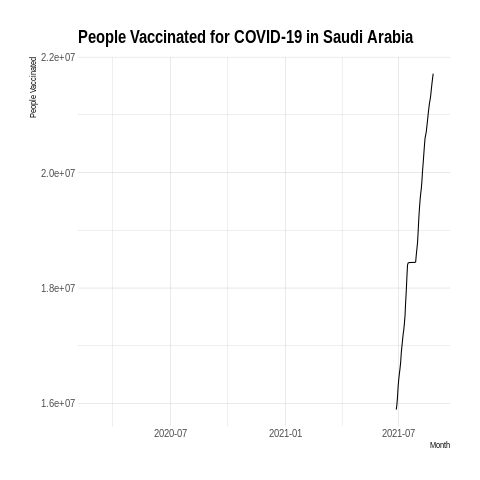 People Vaccinated for COVID-19 in Saudi Arabia
People Vaccinated
2.2e+07
2.0e+07
1.8e+07
1.6e+07
2020-07
2021-01
2021-07
Month